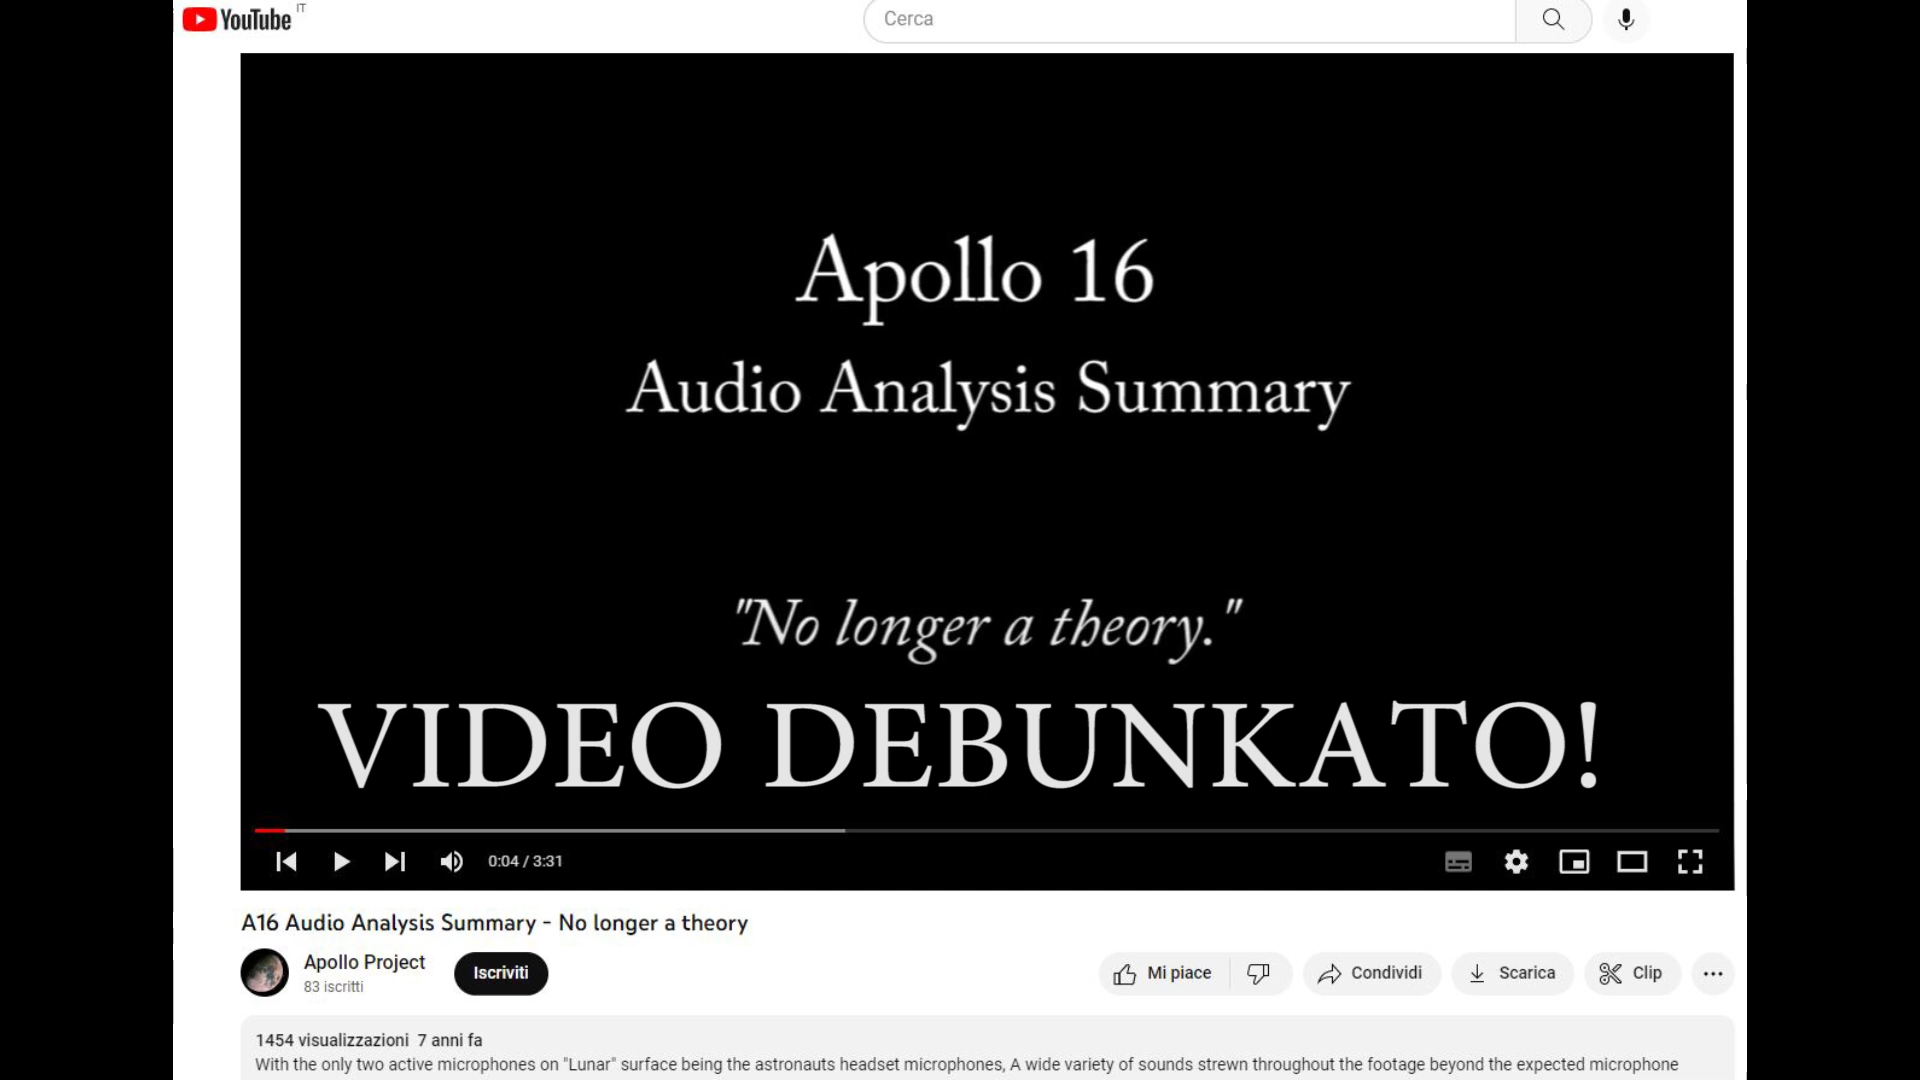 YouTube IT
Cerca
Apollo 16
Audio Analysis Summary
"No longer a theory."
VIDEO DEBUNKATO!
0:04 / 3:31
A16 Audio Analysis Summary - No longer a theory
Apollo Project
83 iscritti
Iscriviti
Mi piace
Condividi
Scarica
Clip
1454 visualizzazioni 7 anni fa
With the only two active microphones on "Lunar" surface being the astronauts headset microphones, A wide variety of sounds strewn throughout the footage beyond the expected microphone